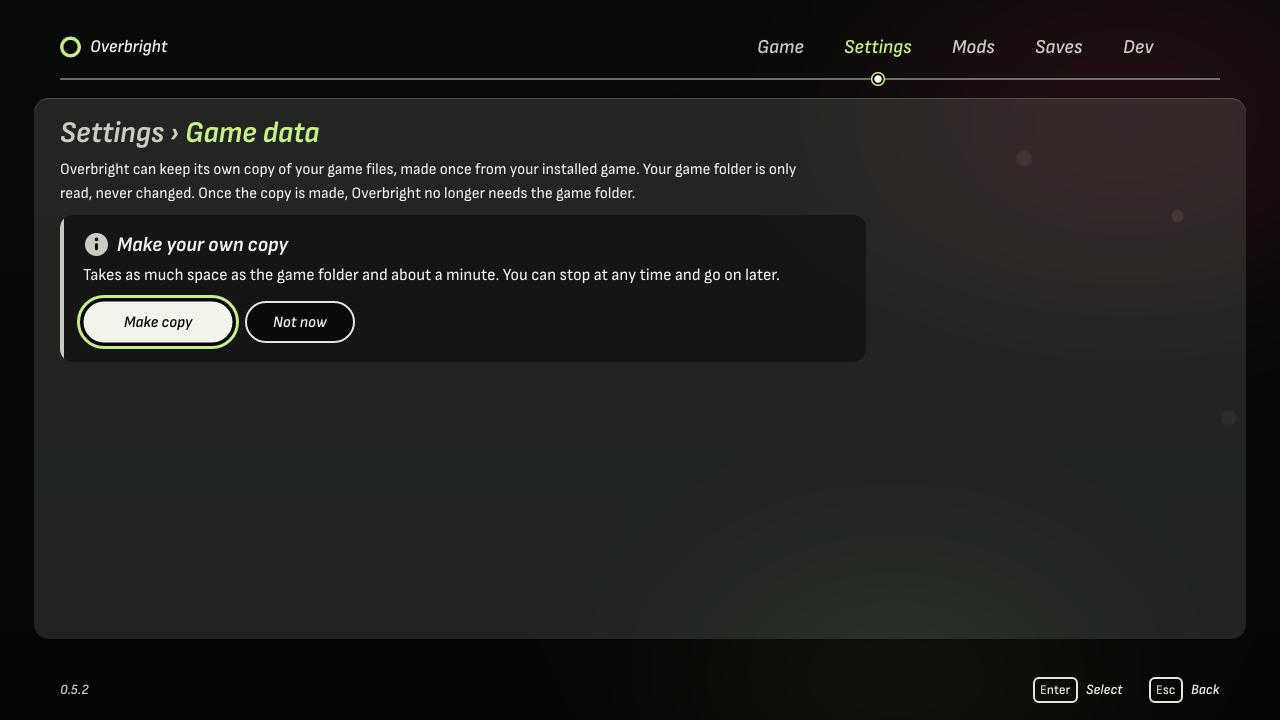 Overbright
Game Settings Mods Saves Dev
Settings › Game data
Overbright can keep its own copy of your game files, made once from your installed game. Your game folder is only
read, never changed. Once the copy is made, Overbright no longer needs the game folder.
Make your own copy
Takes as much space as the game folder and about a minute. You can stop at any time and go on later.
Make copy Not now
0.5.2
Enter Select Esc Back